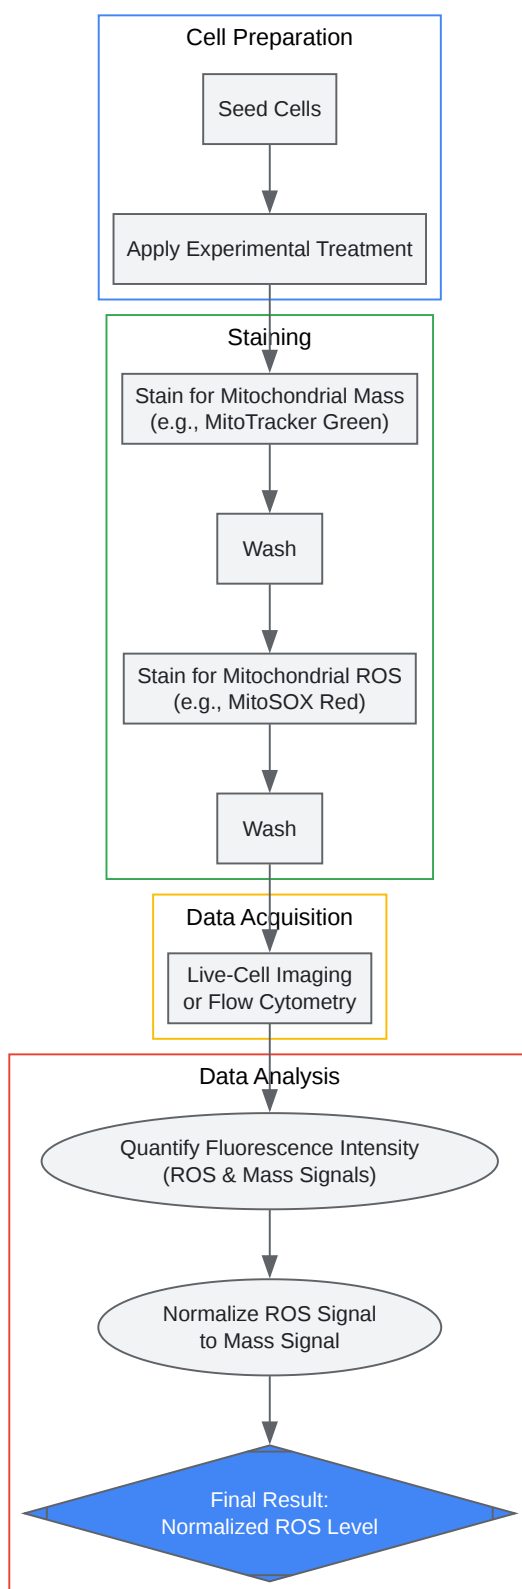 Cell Preparation
Seed Cells
Apply Experimental Treatment
Staining
Stain for Mitochondrial Mass
(e.g., MitoTracker Green)
Wash
Stain for Mitochondrial ROS
(e.g., MitoSOX Red)
Wash
Data Acquisition
Live-Cell Imaging
or Flow Cytometry
Data Analysis
Quantify Fluorescence Intensity
(ROS & Mass Signals)
Normalize ROS Signal
to Mass Signal
Final Result:
Normalized ROS Level